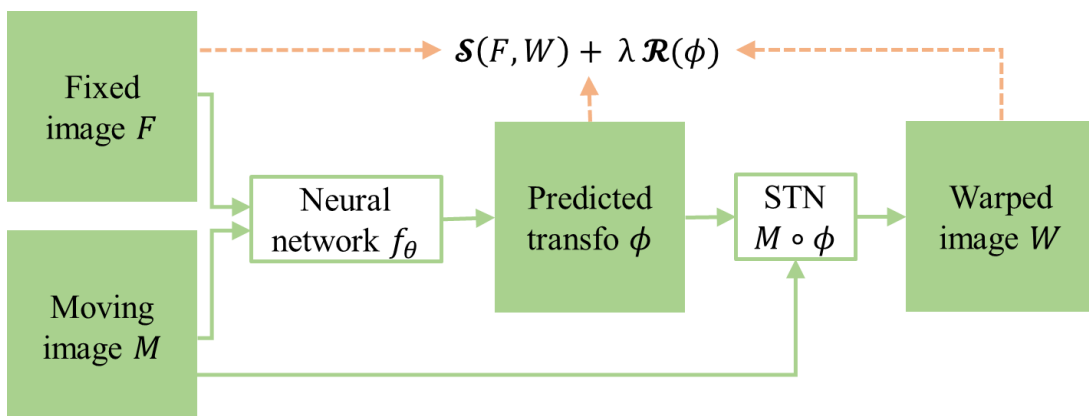 𝓢(F, W) + λ 𝓡(ϕ)
Fixed
image F
Neural
network f_θ
Predicted
transfo ϕ
STN
M ∘ ϕ
Warped
image W
Moving
image M